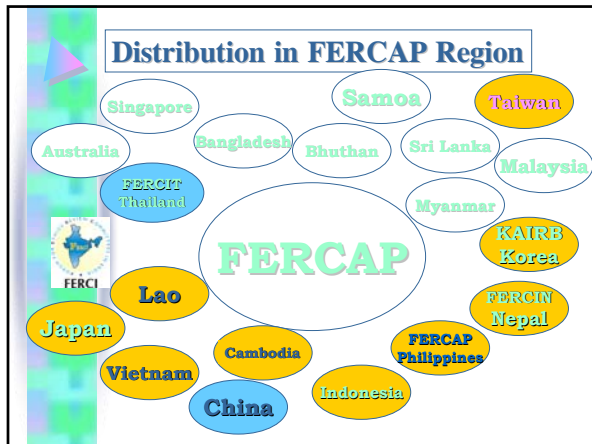 Distribution in FERCAP Region
Singapore
Samoa
Taiwan
Australia
Bangladesh
Bhuthan
Sri Lanka
Malaysia
FERCIT
Thailand
Myanmar
FERCAP
KAIRB
Korea
FERCI
Lao
FERCIN
Nepal
Japan
Cambodia
FERCAP
Philippines
Vietnam
Indonesia
China